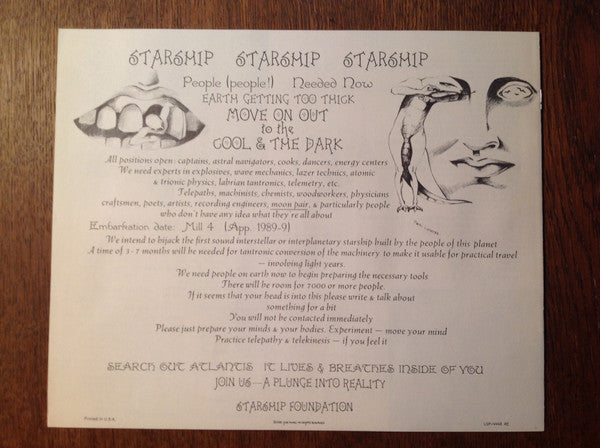 STARSHIP STARSHIP STARSHIP
People (people!) Needed Now
EARTH GETTING TOO THICK
MOVE ON OUT
to the
COOL & THE DARK
All positions open: captains, astral navigators, cooks, dancers, energy centers
We need experts in explosives, wave mechanics, lazer technics, atomic
& trionic physics, labrian tantronics, telemetry, etc.
Telepaths, machinists, chemists, woodworkers, physicians
craftsmen, poets, artists, recording engineers, moon pair, & particularly people
who don't have any idea what they re all about
Embarkation date: Mill 4 (App. 1989-9)
We intend to hijack the first sound interstellar or interplanetary starship built by the people of this planet
A time of 3-7 months will be needed for tantronic conversion of the machinery to make it usable for practical travel
— involving light years.
We need people on earth now to begin preparing the necessary tools
There will be room for 7000 or more people.
If it seems that your head is into this please write & talk about
something for a bit
You will not be contacted immediately
Please just prepare your minds & your bodies. Experiment — move your mind
Practice telepathy & telekinesis — if you feel it
SEARCH OUT ATLANTIS IT LIVES & BREATHES INSIDE OF YOU
JOIN US—A PLUNGE INTO REALITY
STARSHIP FOUNDATION
Printed in U.S.A.